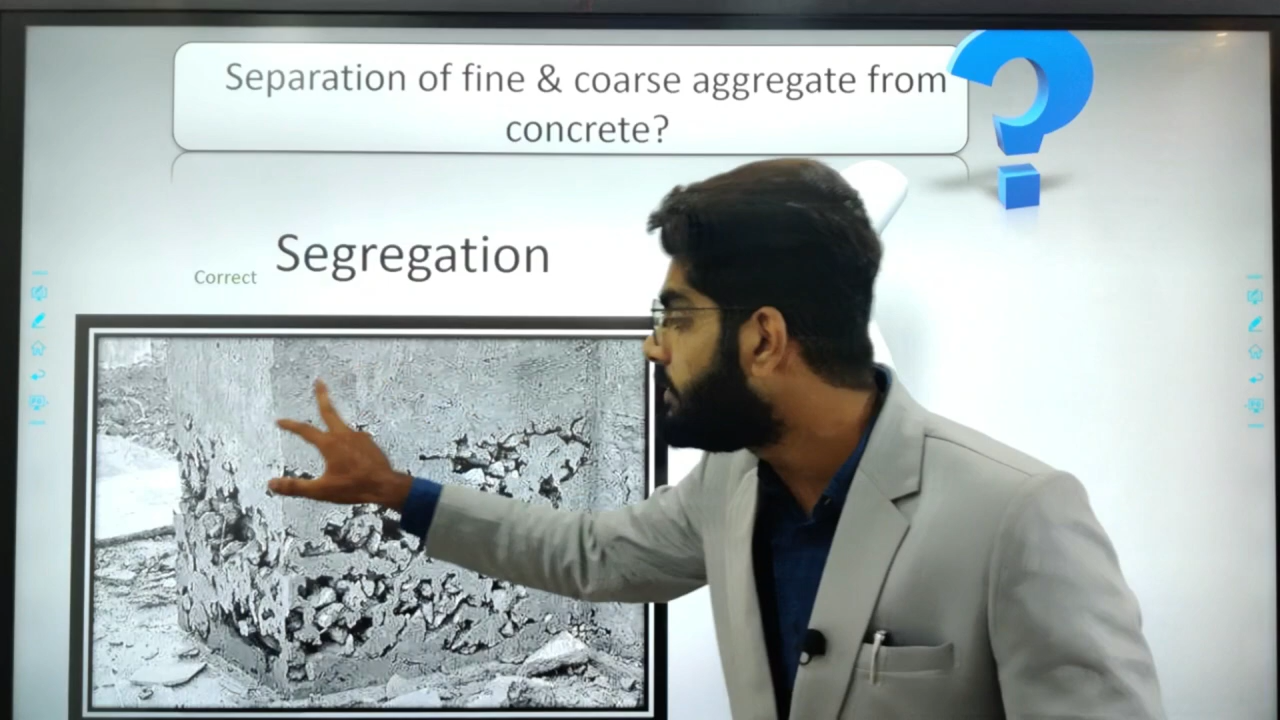 Separation of fine & coarse aggregate from
concrete?
Segregation
Correct